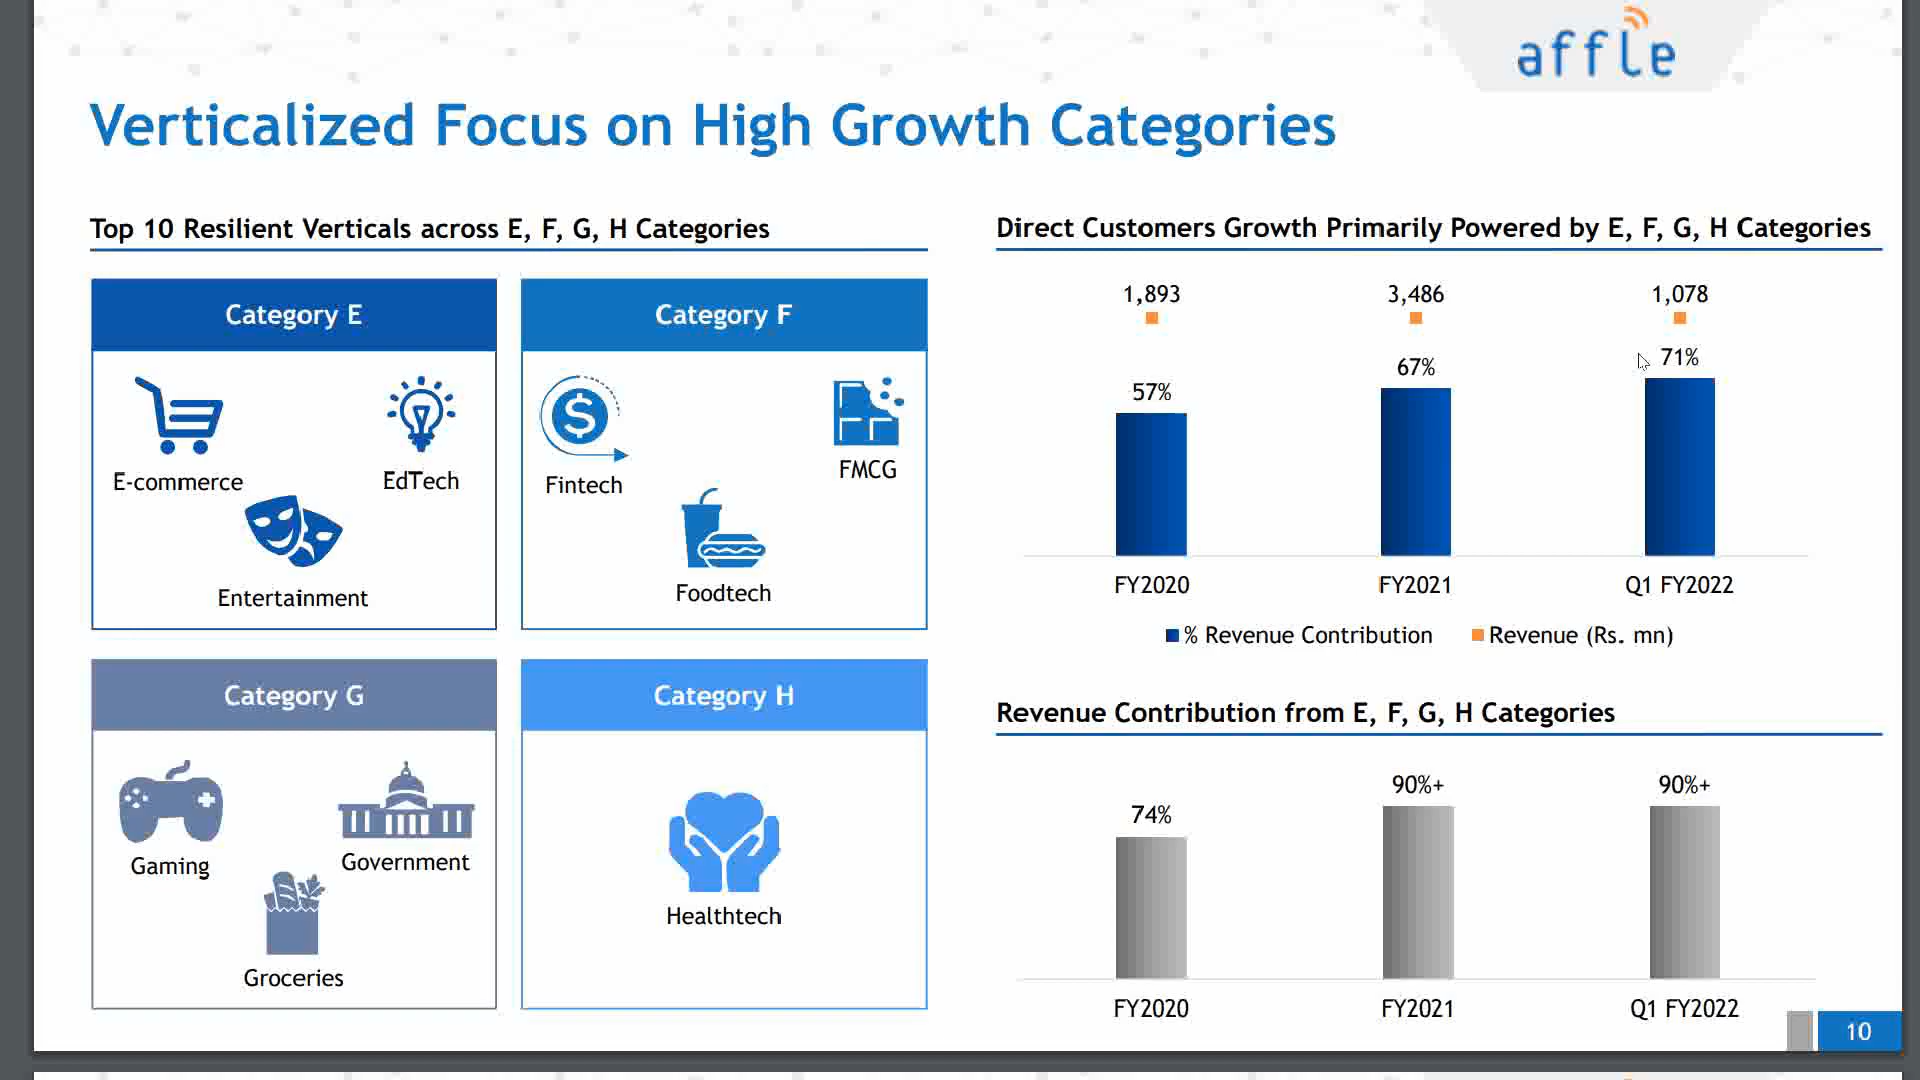 affle
Verticalized Focus on High Growth Categories
Top 10 Resilient Verticals across E, F, G, H Categories
Category E
E-commerce
EdTech
Entertainment
Category F
$
Fintech
FMCG
Foodtech
Category G
Gaming
Government
Groceries
Category H
Healthtech
Direct Customers Growth Primarily Powered by E, F, G, H Categories
1,893 3,486 1,078
57% 67% 71%
FY2020 FY2021 Q1 FY2022
% Revenue Contribution Revenue (Rs. mn)
Revenue Contribution from E, F, G, H Categories
74% 90%+ 90%+
FY2020 FY2021 Q1 FY2022
10